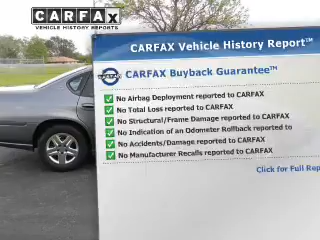 CARFAX
VEHICLE HISTORY REPORTS
CARFAX Vehicle History Report™
CARFAX Buyback Guarantee™
No Airbag Deployment reported to CARFAX
No Total Loss reported to CARFAX
No Structural/Frame Damage reported to CARFAX
No Indication of an Odometer Rollback reported to
No Accidents/Damage reported to CARFAX
No Manufacturer Recalls reported to CARFAX
Click for Full Repo